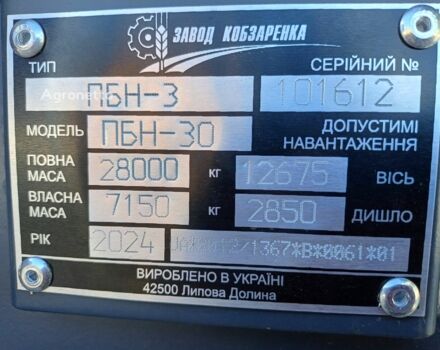 ЗАВОД КОБЗАРЕНКА
ТИП СЕРІЙНИЙ №
ПБН-3 101612
МОДЕЛЬ ПБН-30 ДОПУСТИМІ НАВАНТАЖЕННЯ
ПОВНА МАСА 28000 кг 12675 ВІСЬ
ВЛАСНА МАСА 7150 кг 2850 ДИШЛО
РІК 2024
ВИРОБЛЕНО В УКРАЇНІ
42500 Липова Долина